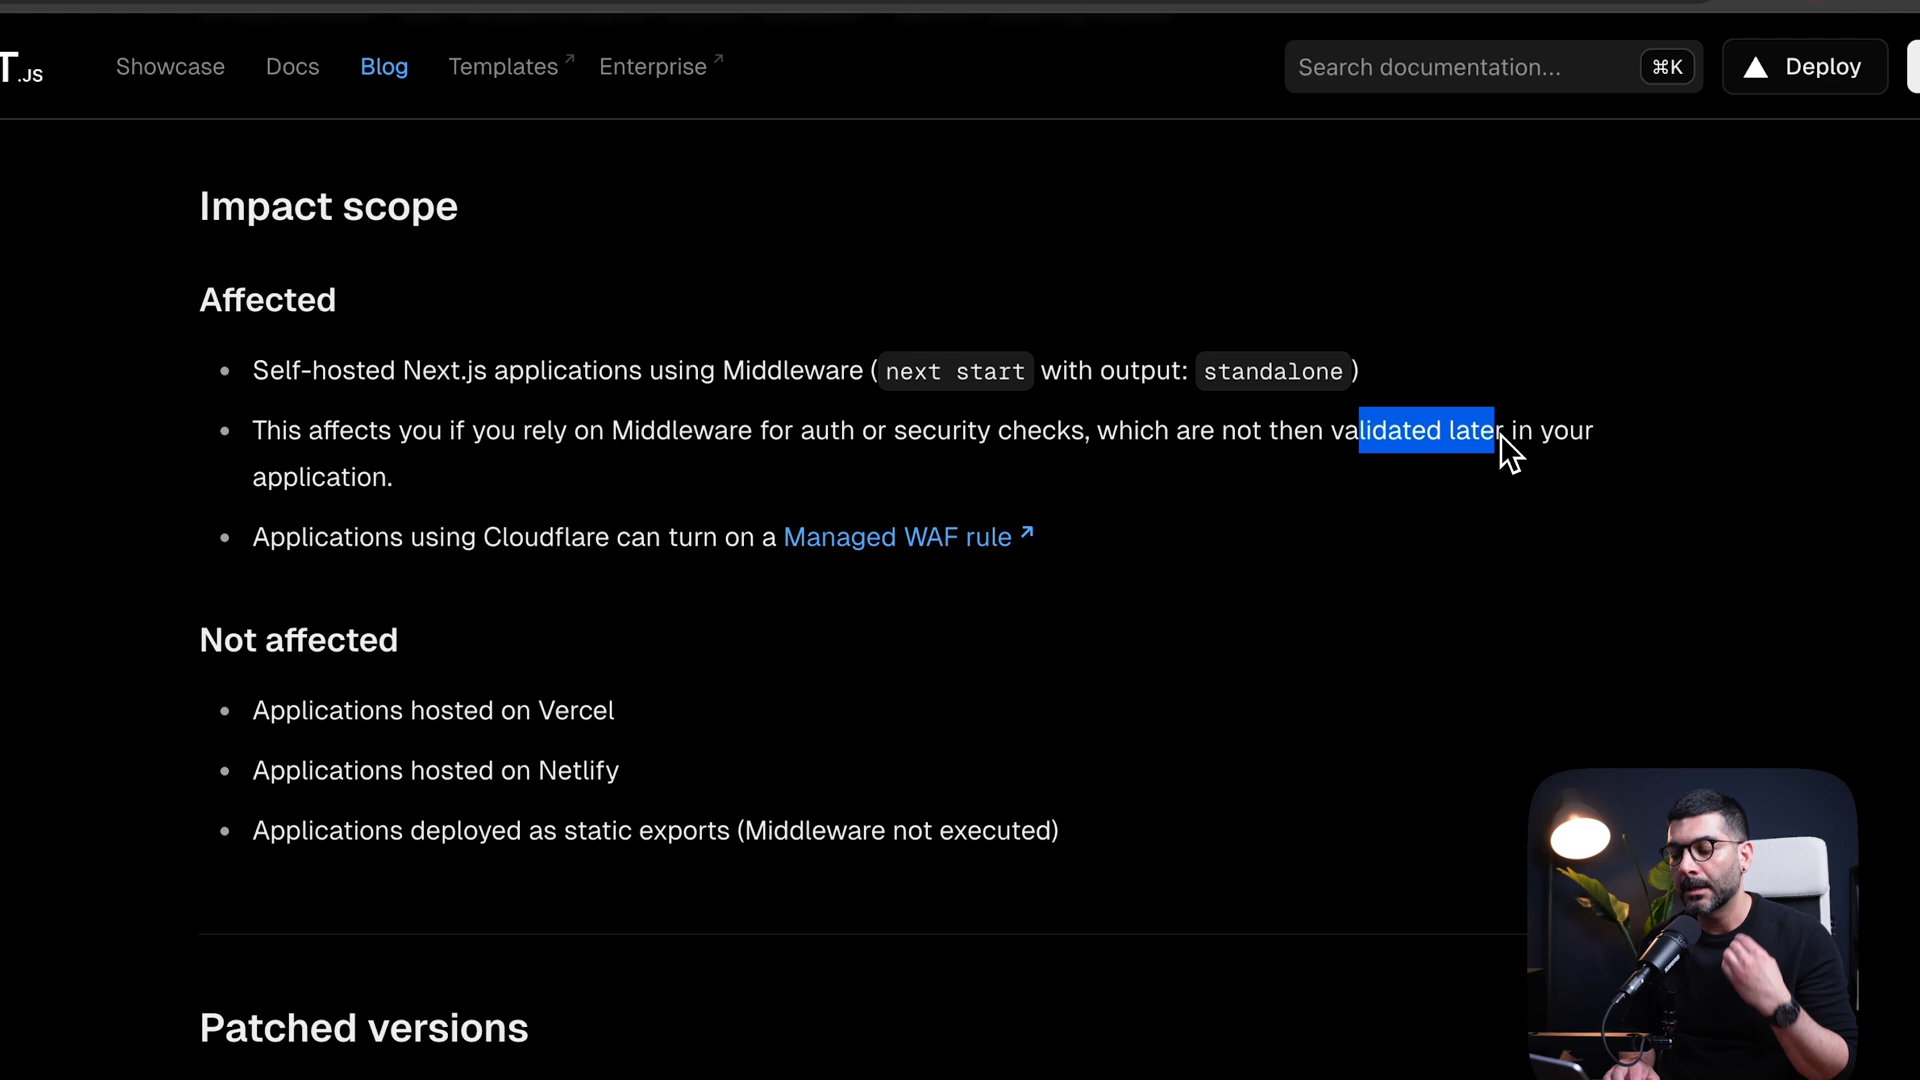 T.JS Showcase Docs Blog Templates ↗ Enterprise ↗ Search documentation... ⌘K Deploy
Impact scope
Affected
• Self-hosted Next.js applications using Middleware (next start with output: standalone)
• This affects you if you rely on Middleware for auth or security checks, which are not then validated later in your
application.
• Applications using Cloudflare can turn on a Managed WAF rule ↗
Not affected
• Applications hosted on Vercel
• Applications hosted on Netlify
• Applications deployed as static exports (Middleware not executed)
Patched versions